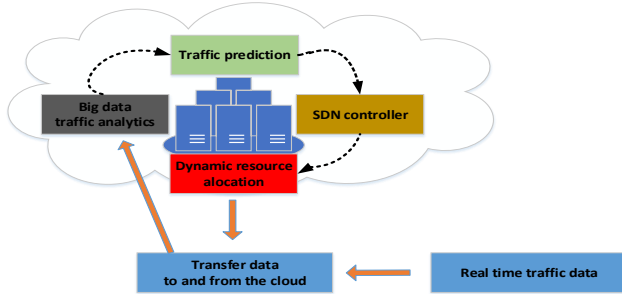 Traffic prediction
Big data
traffic analytics
SDN controller
Dynamic resource
alocation
Transfer data
to and from the cloud
Real time traffic data